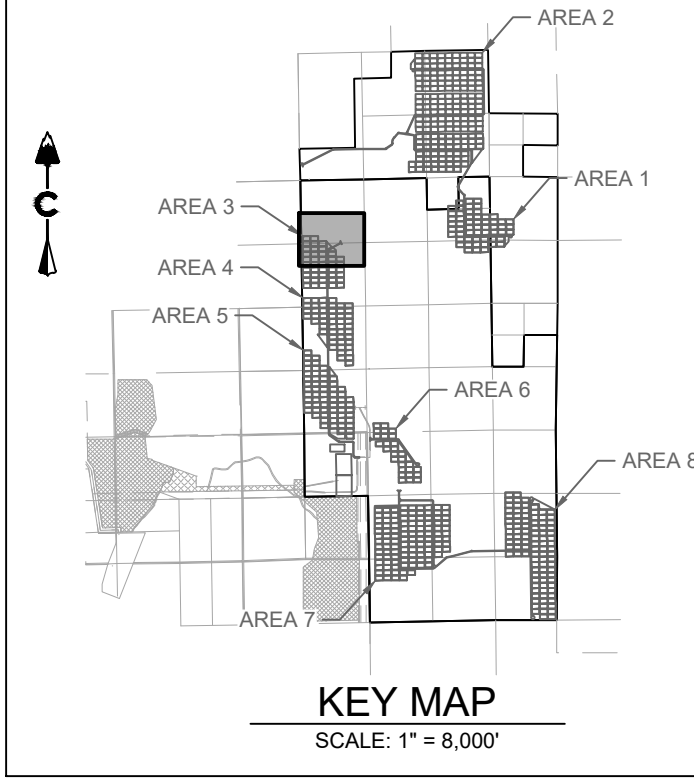 AREA 2
AREA 1
AREA 3
AREA 4
AREA 5
AREA 6
AREA 8
AREA 7
C
KEY MAP
SCALE: 1" = 8,000'